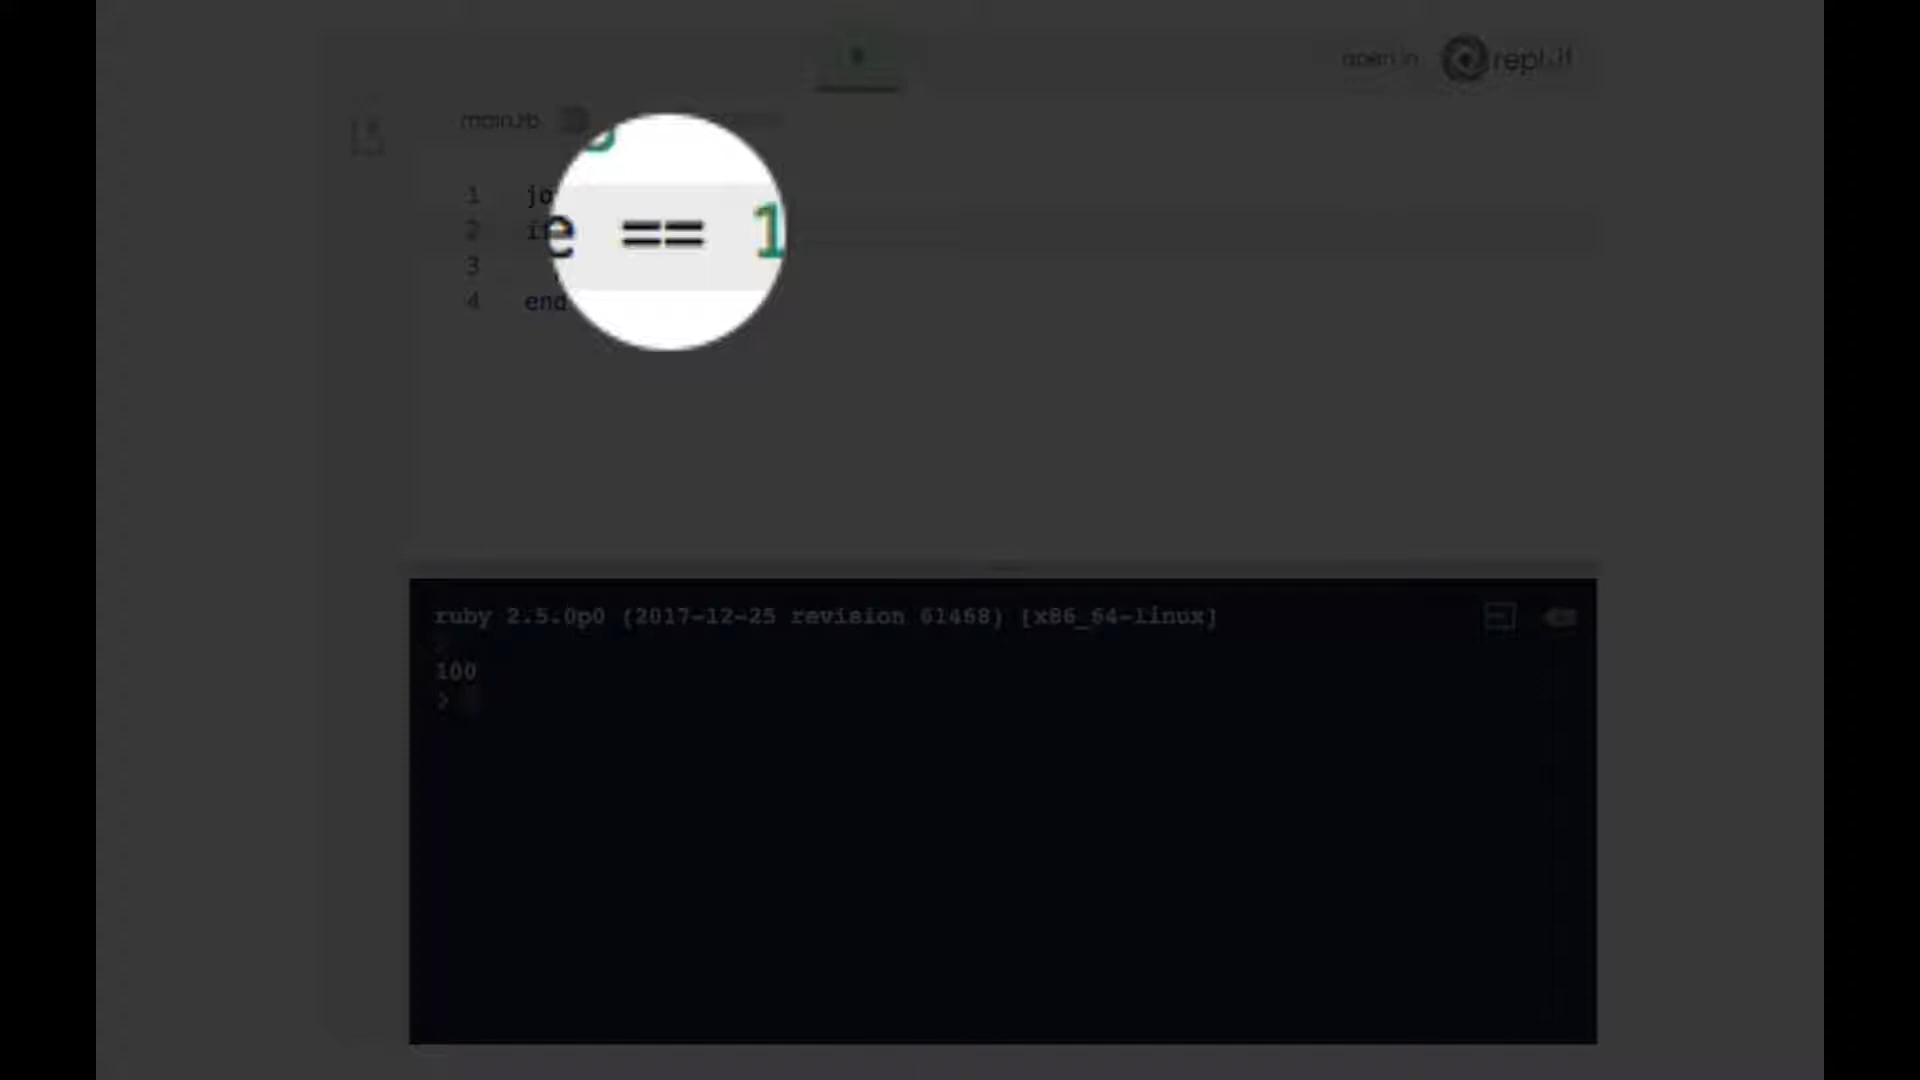 open in repl.it
main.rb
1 jo
2 i e == 1
3
4 end
ruby 2.5.0p0 (2017-12-25 revision 61468) [x86_64-linux]
100
>